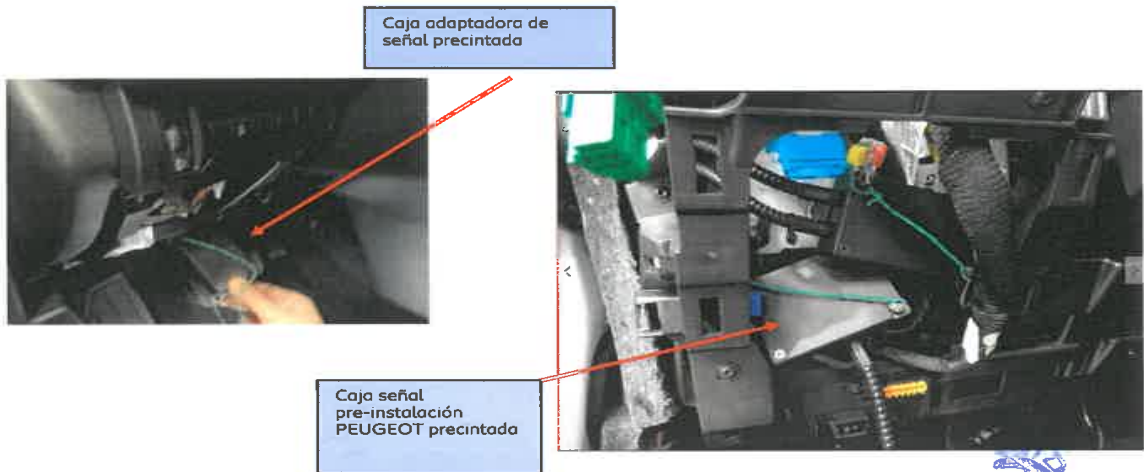 Caja adaptadora de
señal precintada
Caja señal
pre-instalación
PEUGEOT precintada